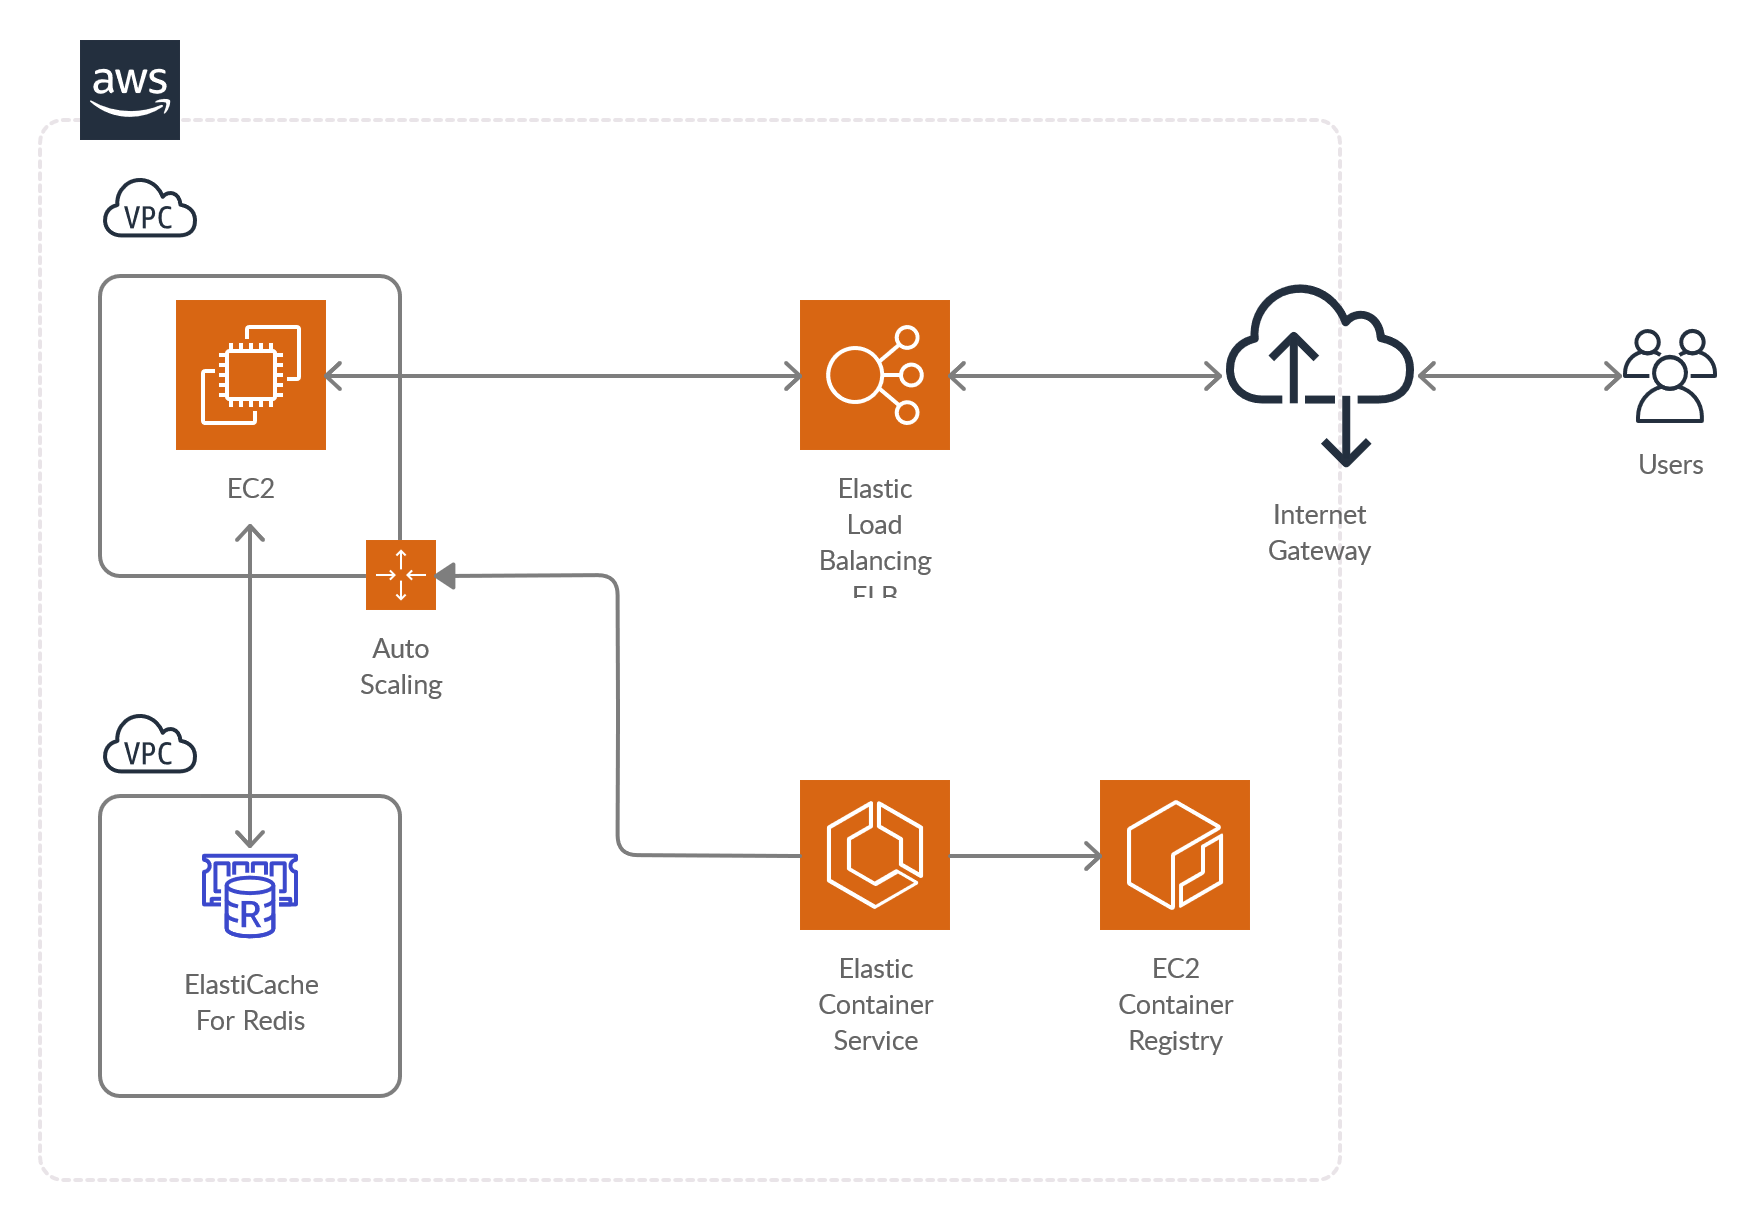 aws
VPC
EC2
Elastic
Load
Balancing
ELB
Internet
Gateway
Users
Auto
Scaling
VPC
R
ElastiCache
For Redis
Elastic
Container
Service
EC2
Container
Registry